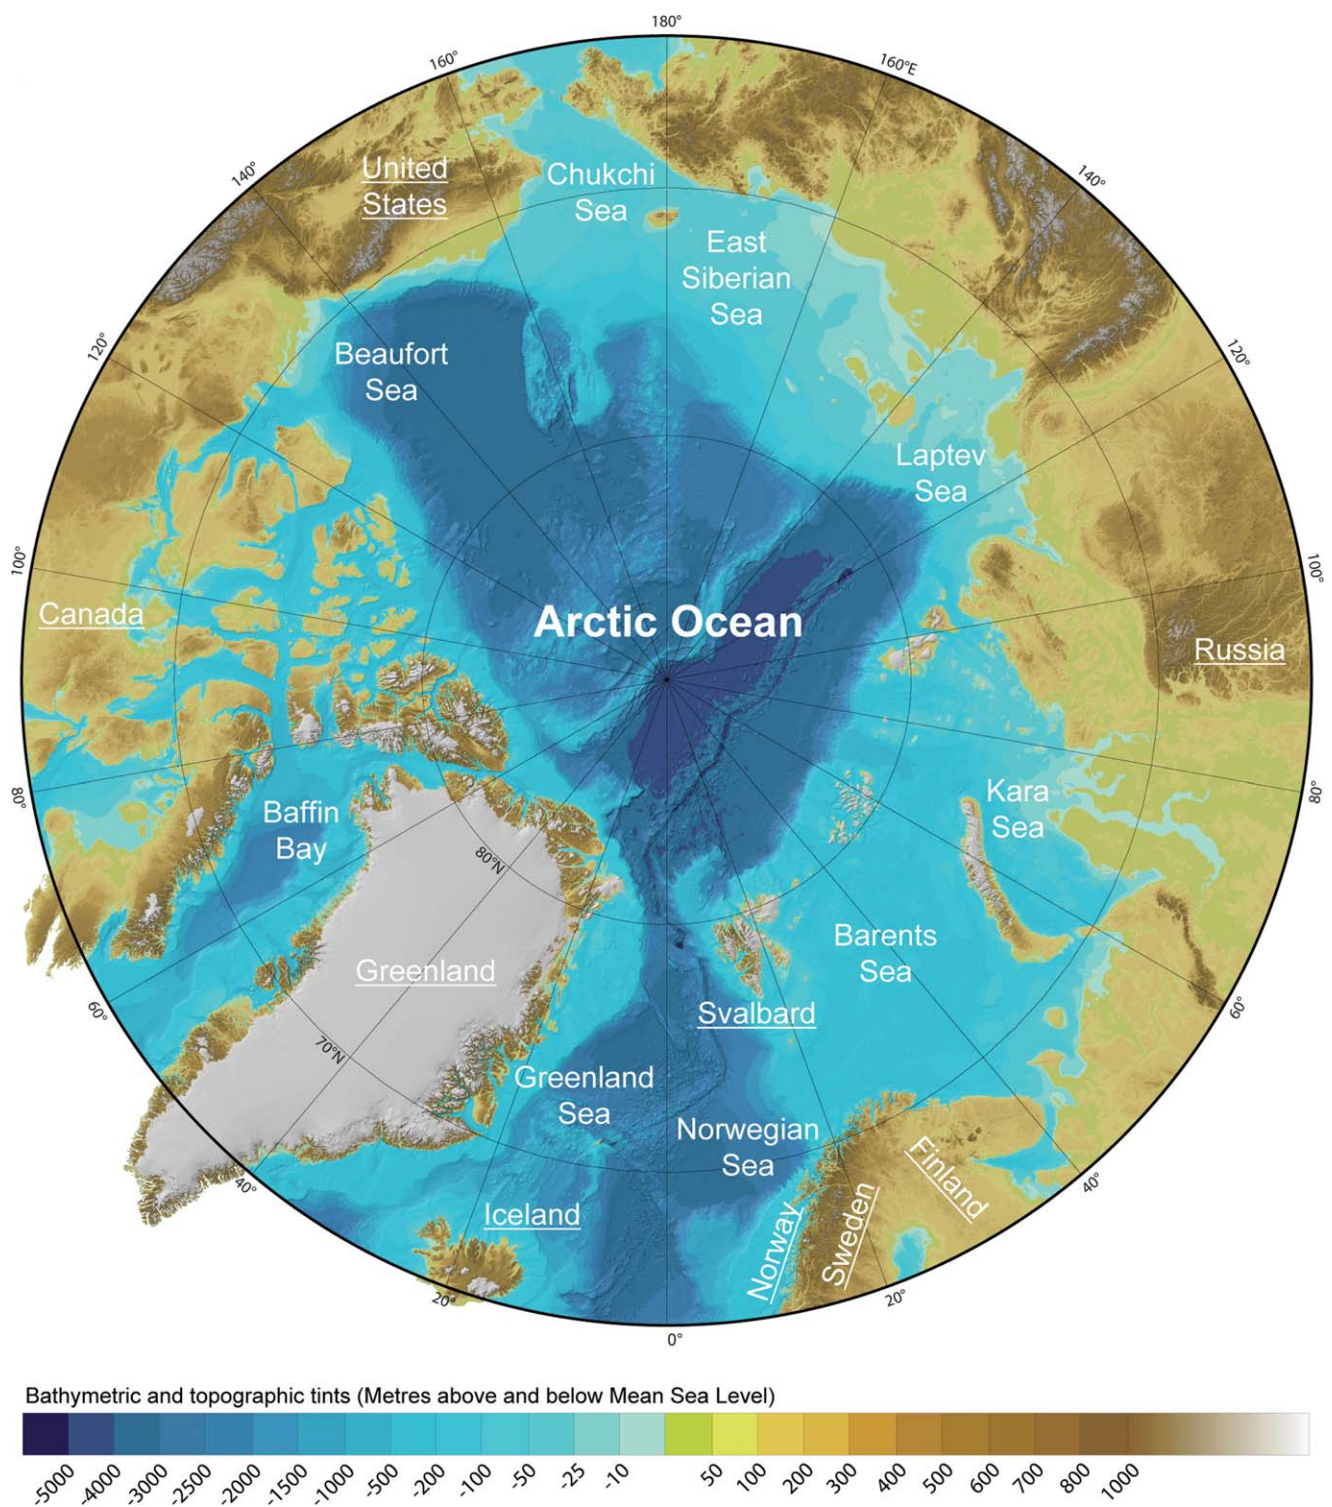 180°
160°
160°E
United
States
Chukchi
Sea
140°
140°
East
Siberian
Sea
120°
120°
Beaufort
Sea
Laptev
Sea
100°
100°
Canada
Arctic Ocean
Russia
80°
80°
Baffin
Bay
Kara
Sea
80°N
Barents
Sea
Greenland
60°
60°
Svalbard
70°N
Greenland
Sea
Norwegian
Sea
Finland
40°
40°
Iceland
Norway
Sweden
20°
20°
0°
Bathymetric and topographic tints (Metres above and below Mean Sea Level)
-5000 -4000 -3000 -2500 -2000 -1500 -1000 -500 -200 -100 -50 -25 -10 50 100 200 300 400 500 600 700 800 1000